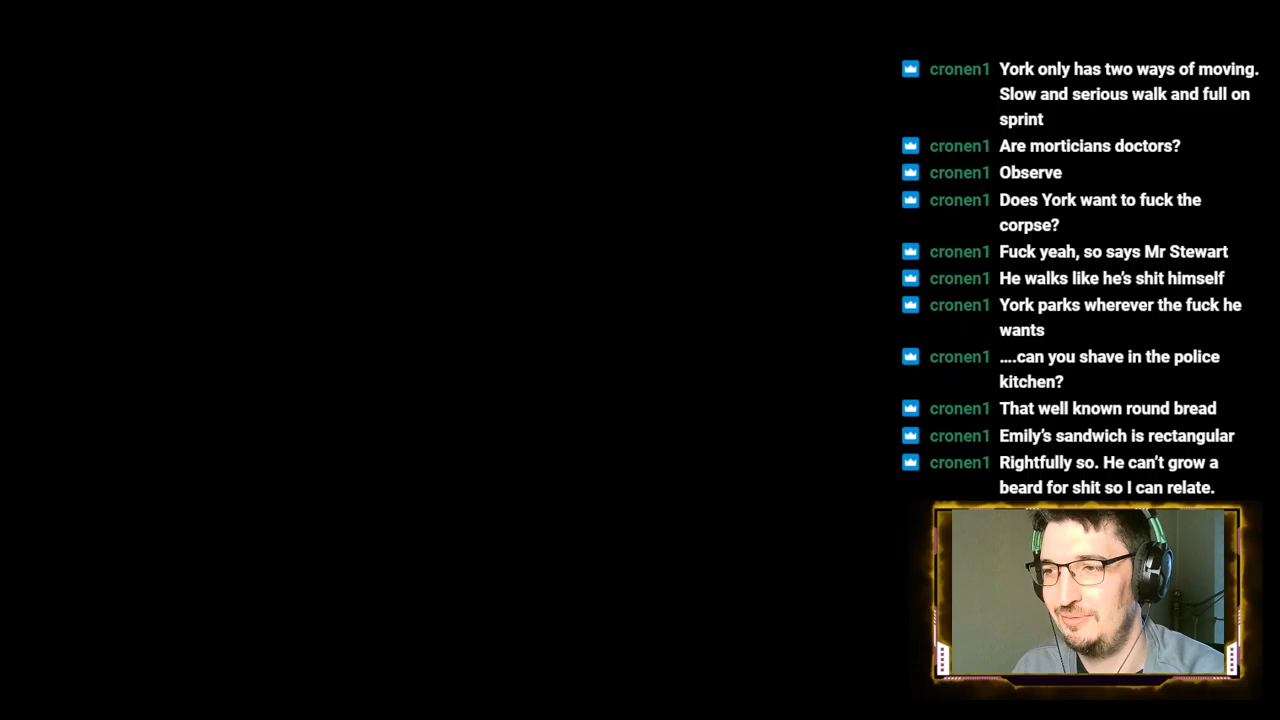 cronen1 York only has two ways of moving.
Slow and serious walk and full on
sprint
cronen1 Are morticians doctors?
cronen1 Observe
cronen1 Does York want to fuck the
corpse?
cronen1 Fuck yeah, so says Mr Stewart
cronen1 He walks like he’s shit himself
cronen1 York parks wherever the fuck he
wants
cronen1 ....can you shave in the police
kitchen?
cronen1 That well known round bread
cronen1 Emily’s sandwich is rectangular
cronen1 Rightfully so. He can’t grow a
beard for shit so I can relate.